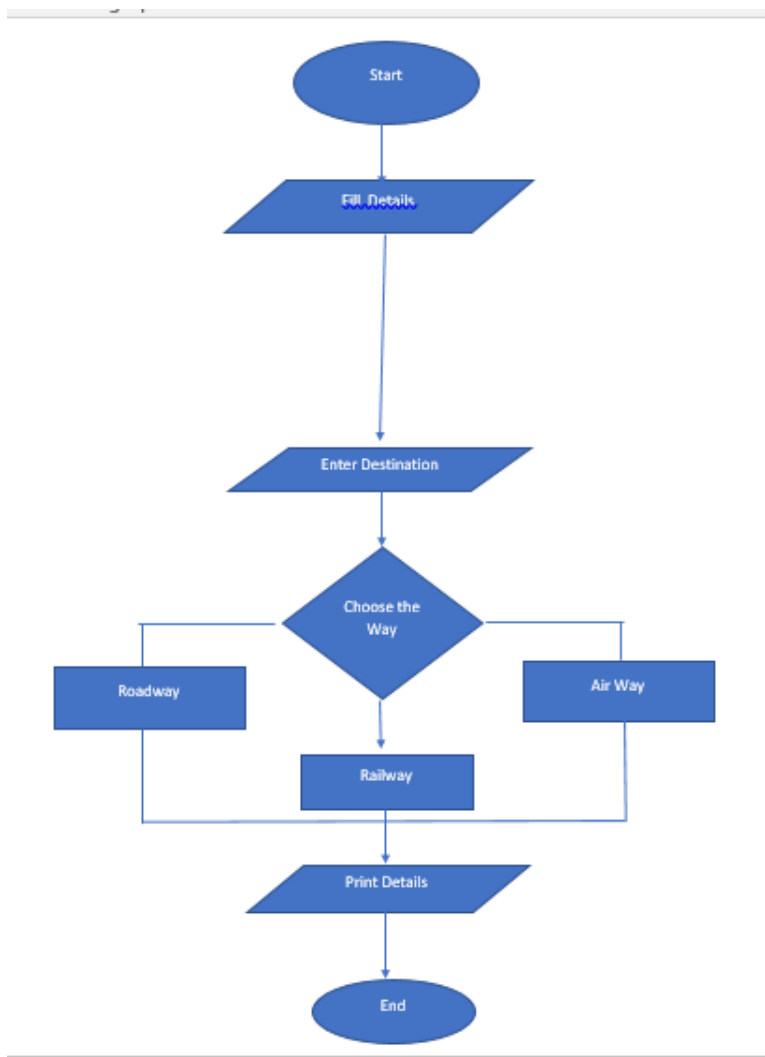 Start
Fill Details
Enter Destination
Choose the
Way
Roadway
Air Way
Railway
Print Details
End